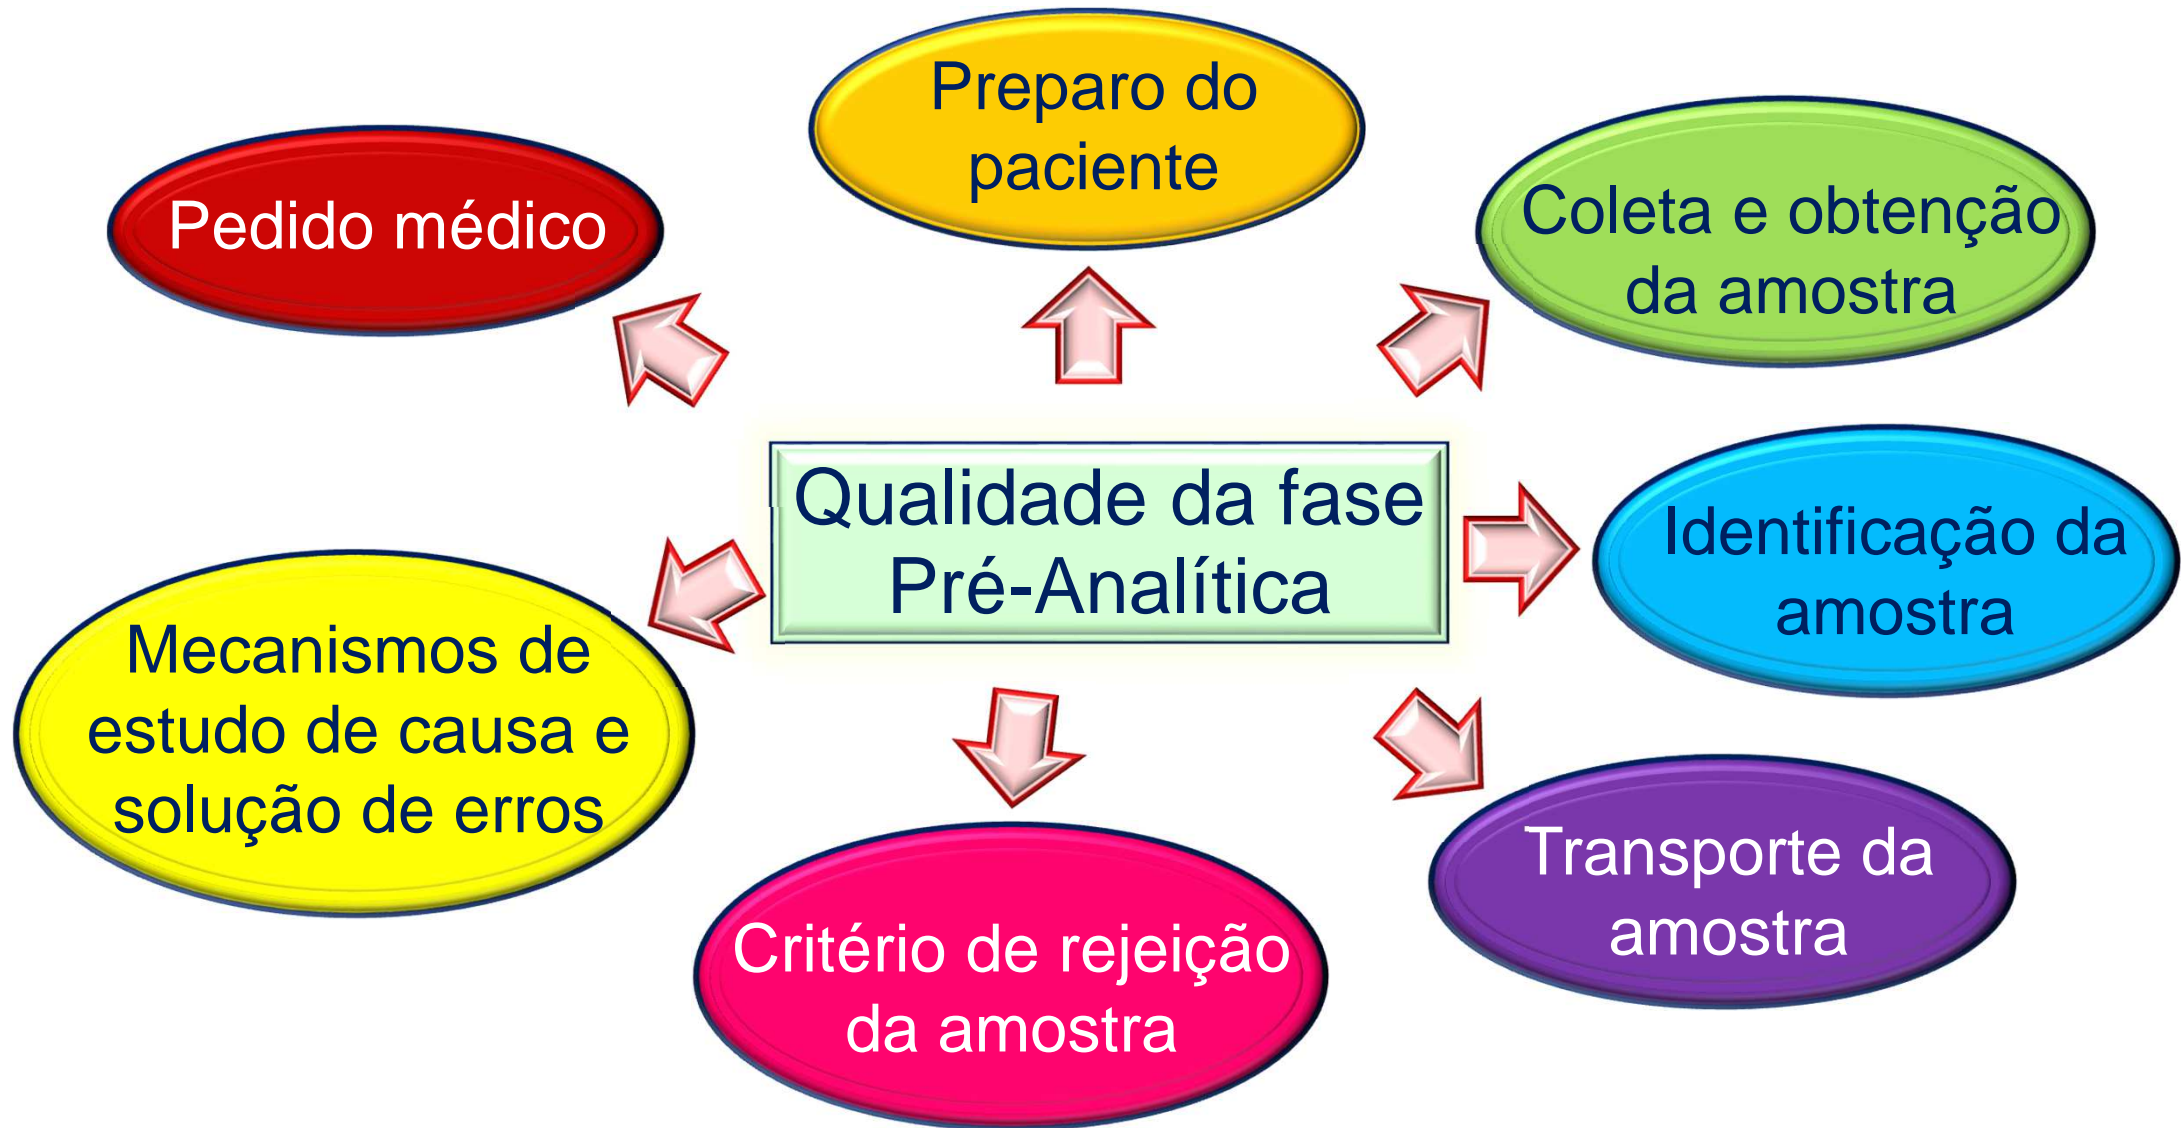 Preparo do
paciente
Pedido médico
Coleta e obtenção
da amostra
Qualidade da fase
Pré-Analítica
Identificação da
amostra
Mecanismos de
estudo de causa e
solução de erros
Transporte da
amostra
Critério de rejeição
da amostra